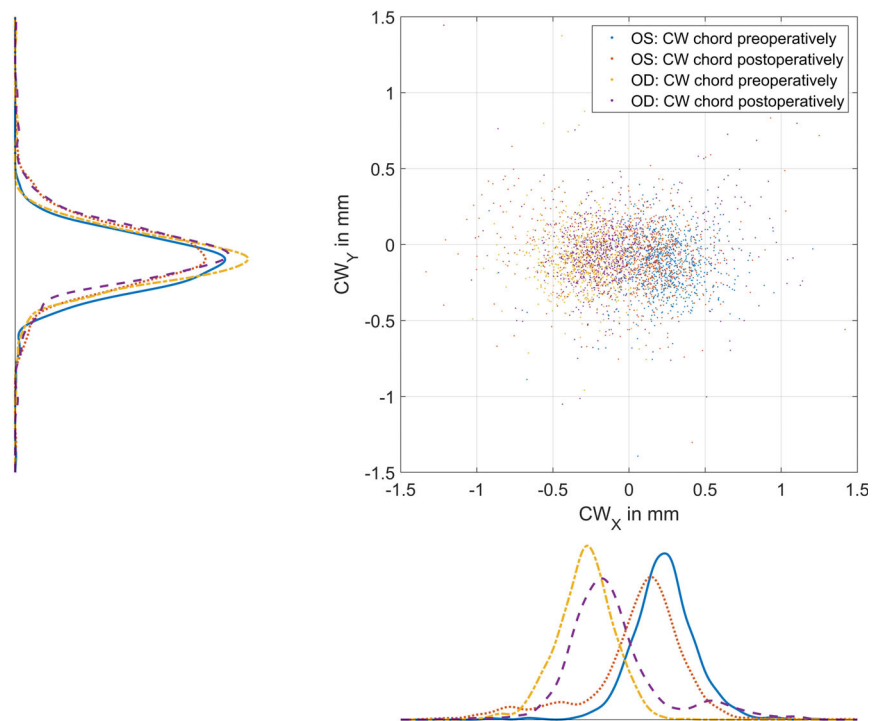 1.5
1
0.5
0
-0.5
-1
-1.5
CW_Y in mm
OS: CW chord preoperatively
OS: CW chord postoperatively
OD: CW chord preoperatively
OD: CW chord postoperatively
-1.5 -1 -0.5 0 0.5 1 1.5
CW_X in mm